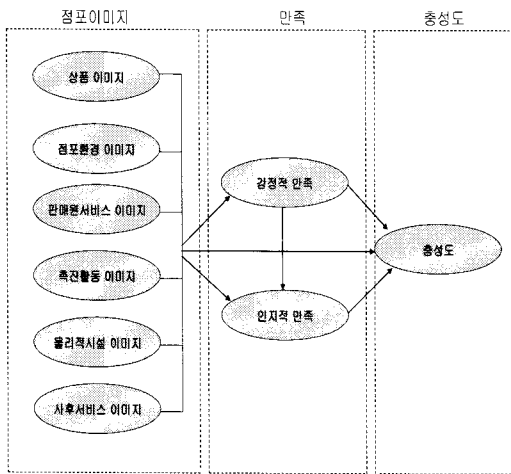 점포이미지
만족
충성도
상품 이미지
점포환경 이미지
판매원서비스 이미지
촉진활동 이미지
물리적시설 이미지
사후서비스 이미지
감정적 만족
인지적 만족
충성도